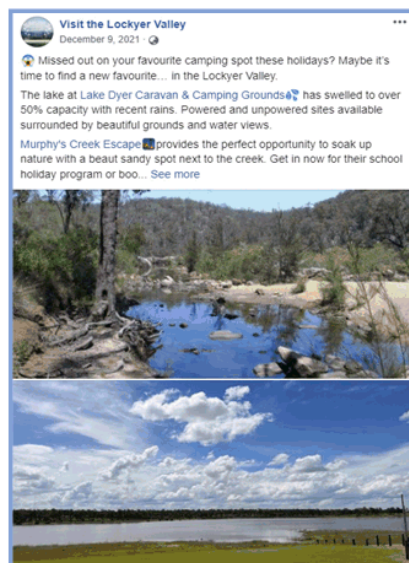 Visit the Lockyer Valley
December 9, 2021 ·
😱 Missed out on your favourite camping spot these holidays? Maybe it's
time to find a new favourite… in the Lockyer Valley.
The lake at Lake Dyer Caravan & Camping Grounds💦 has swelled to over
50% capacity with recent rains. Powered and unpowered sites available
surrounded by beautiful grounds and water views.
Murphy's Creek Escape🌌provides the perfect opportunity to soak up
nature with a beaut sandy spot next to the creek. Get in now for their school
holiday program or boo... See more